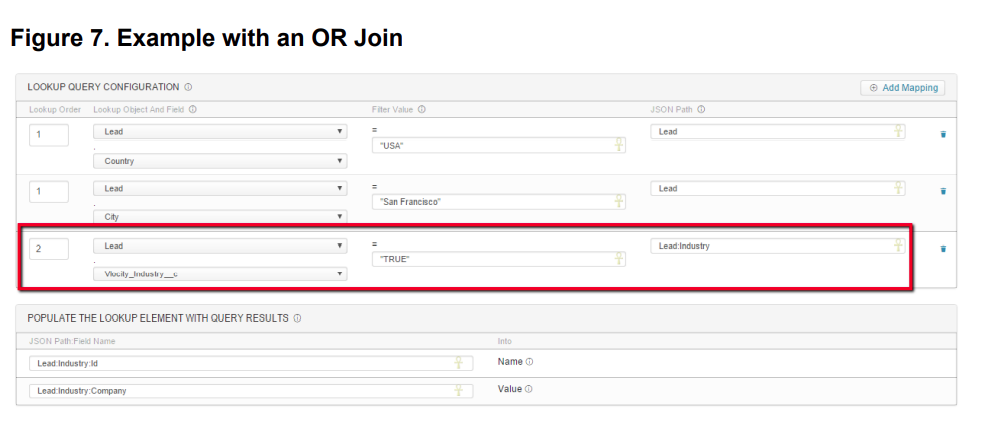 Figure 7. Example with an OR Join
LOOKUP QUERY CONFIGURATION
Add Mapping
Lookup Order Lookup Object And Field Filter Value JSON Path
1 Lead = Lead
. "USA"
Country
1 Lead = Lead
. "San Francisco"
City
2 Lead = Lead:Industry
. "TRUE"
Vlocity_Industry__c
POPULATE THE LOOKUP ELEMENT WITH QUERY RESULTS
JSON Path:Field Name Into
Lead:Industry:Id Name
Lead:Industry:Company Value